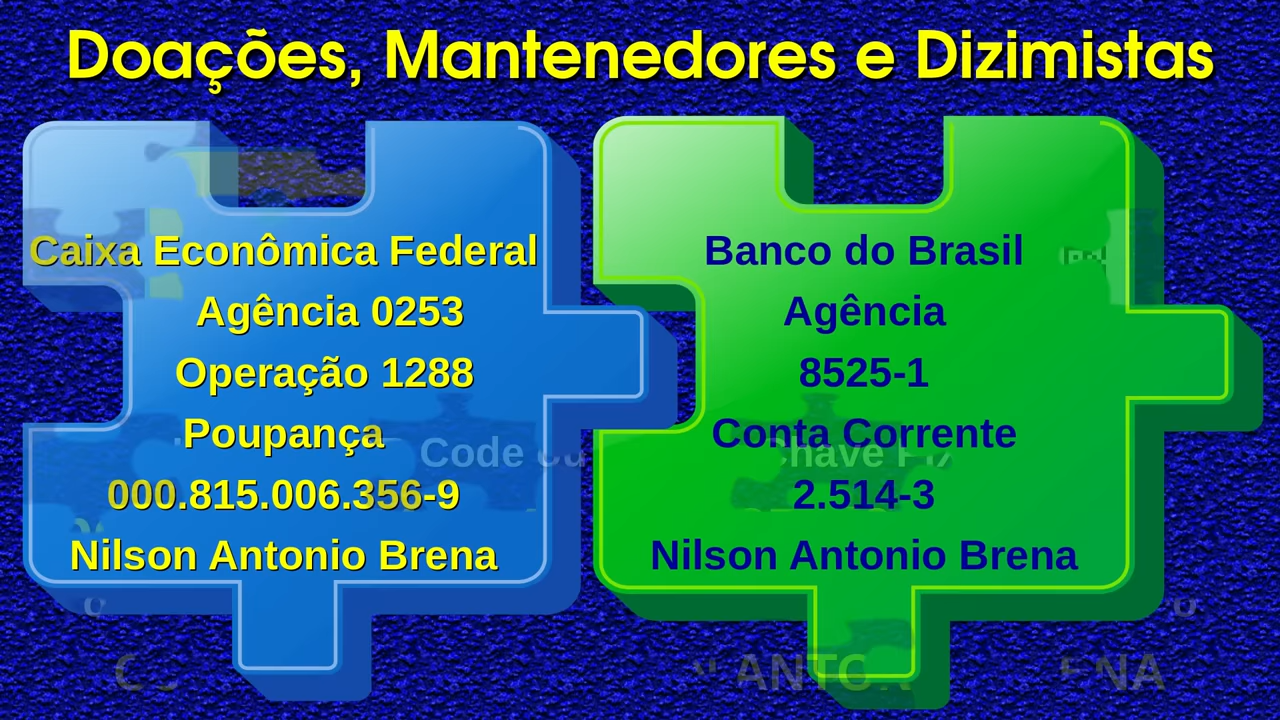 Doações, Mantenedores e Dizimistas
Caixa Econômica Federal
Agência 0253
Operação 1288
Poupança
000.815.006.356-9
Nilson Antonio Brena
Banco do Brasil
Agência
8525-1
Conta Corrente
2.514-3
Nilson Antonio Brena
Code